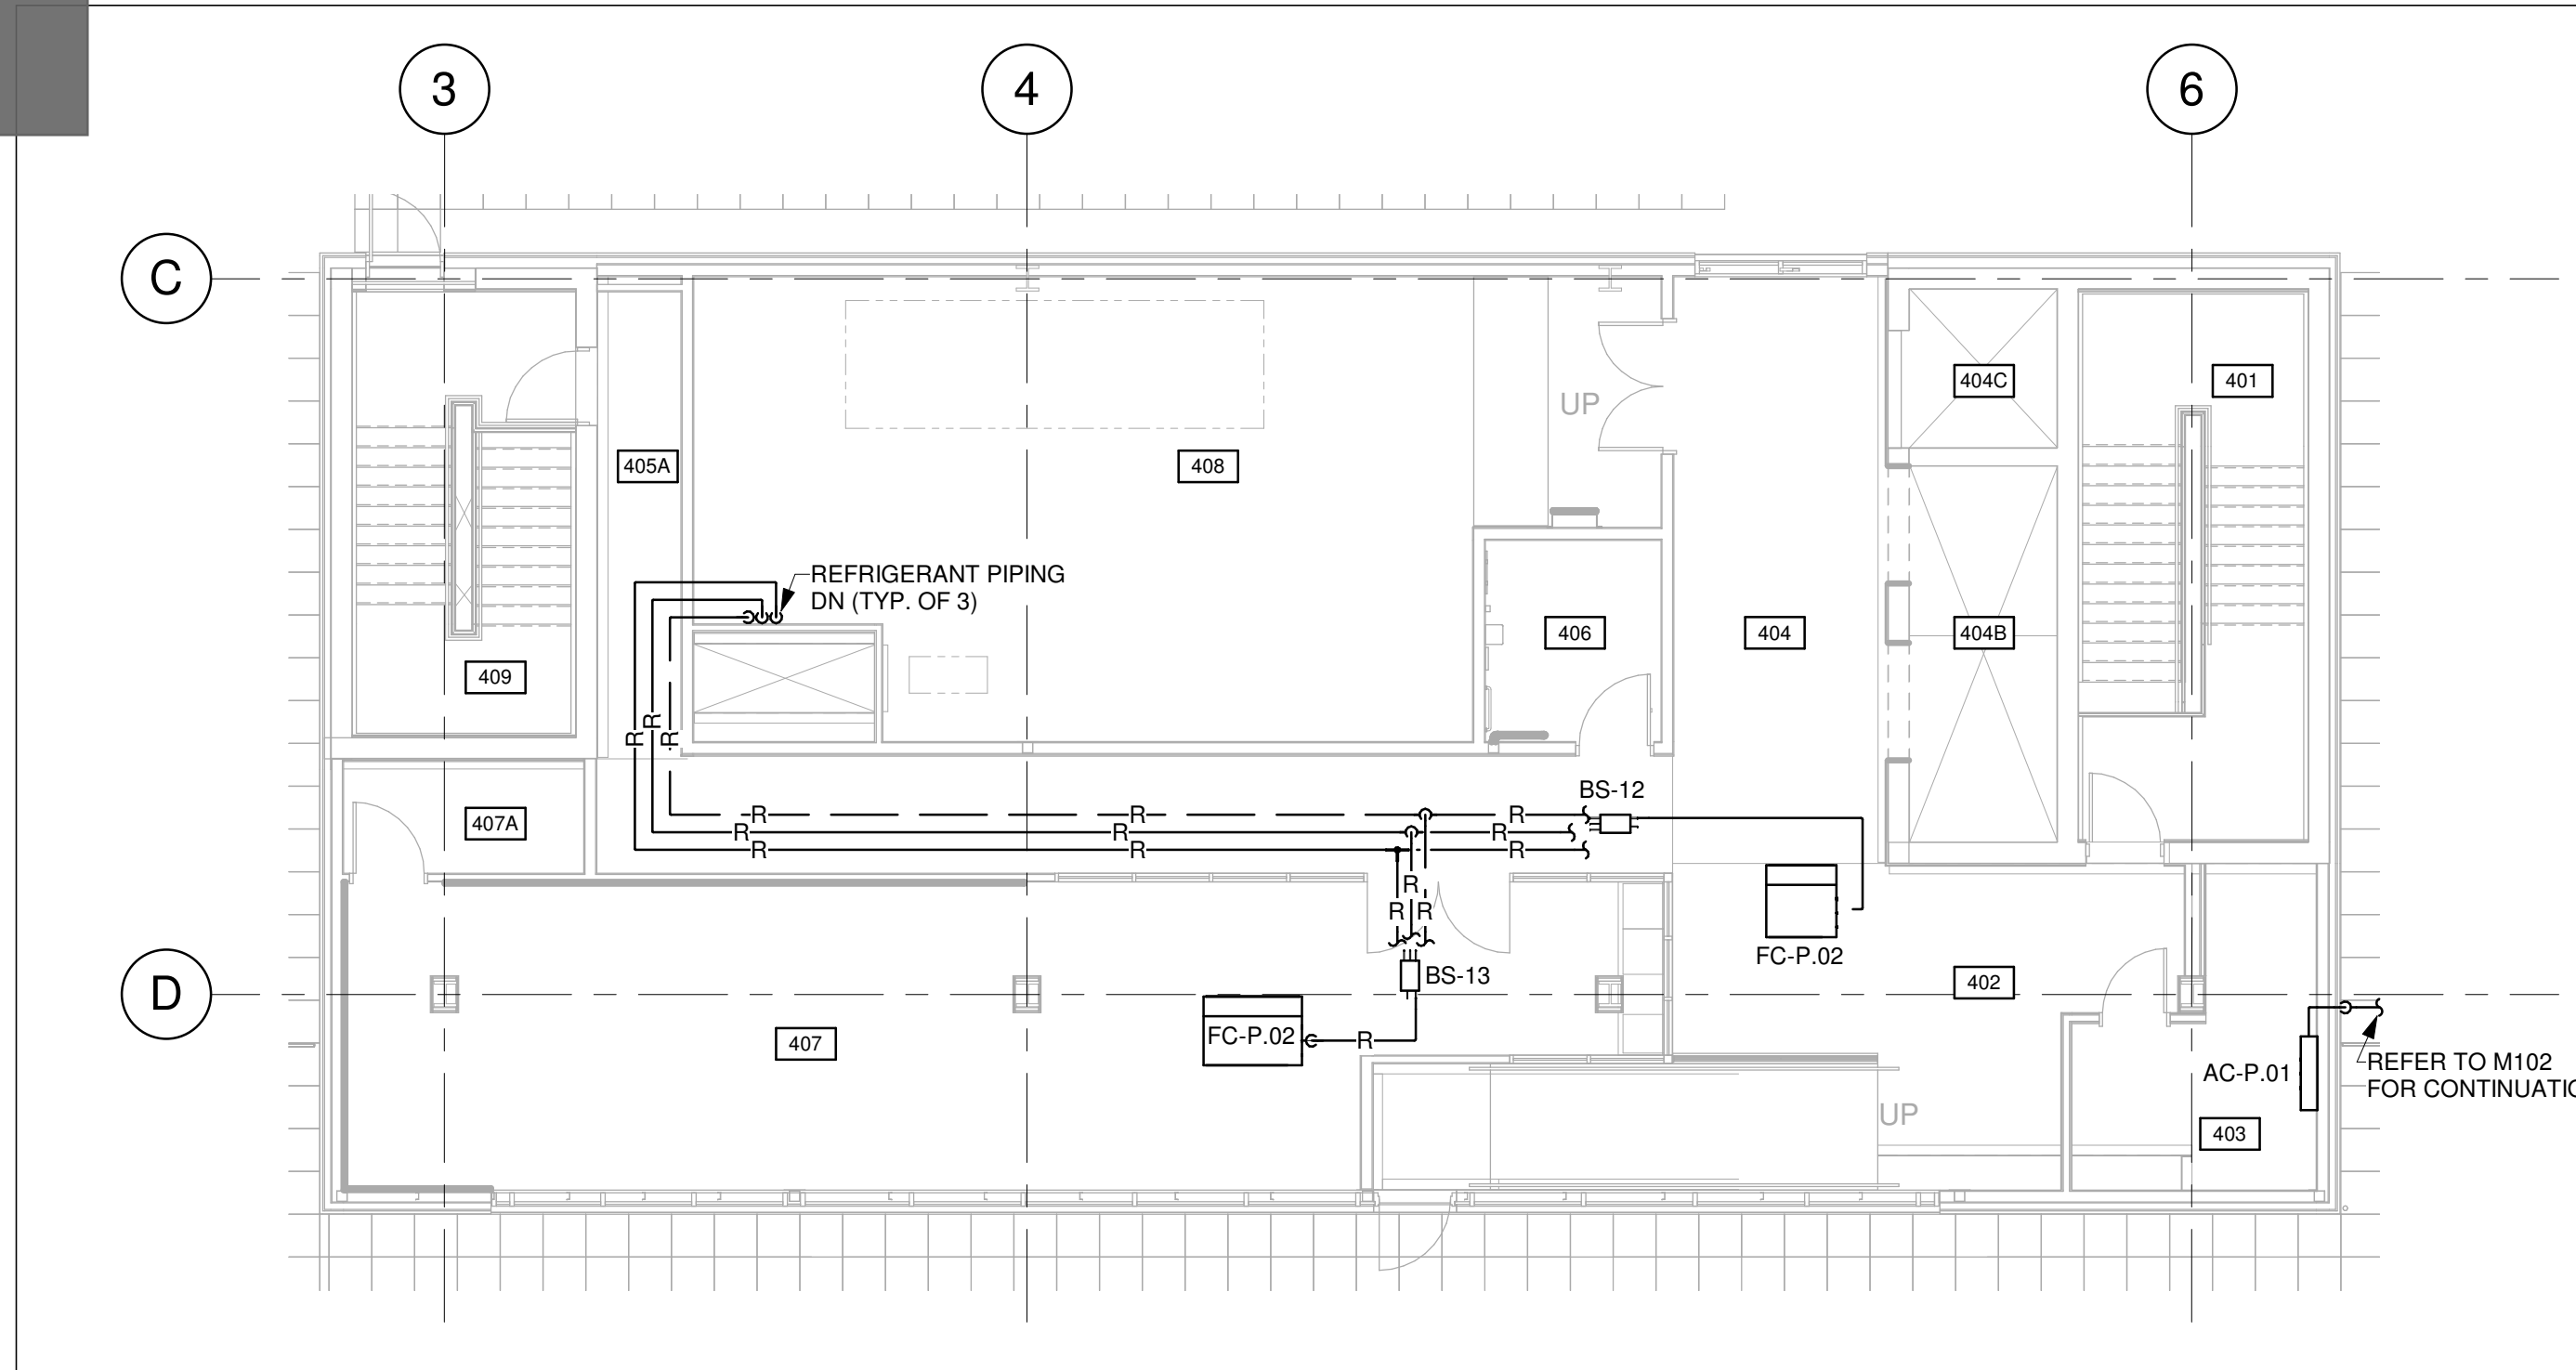 3
4
6
C
404C
401
UP
405A
408
REFRIGERANT PIPING
DN (TYP. OF 3)
406
404
404B
409
R
R
R
BS-12
407A
R
R
R
R
R
R
R
R
R
R
R
R
FC-P.02
D
BS-13
402
FC-P.02
R
407
AC-P.01
REFER TO M102
FOR CONTINUATIO
UP
403